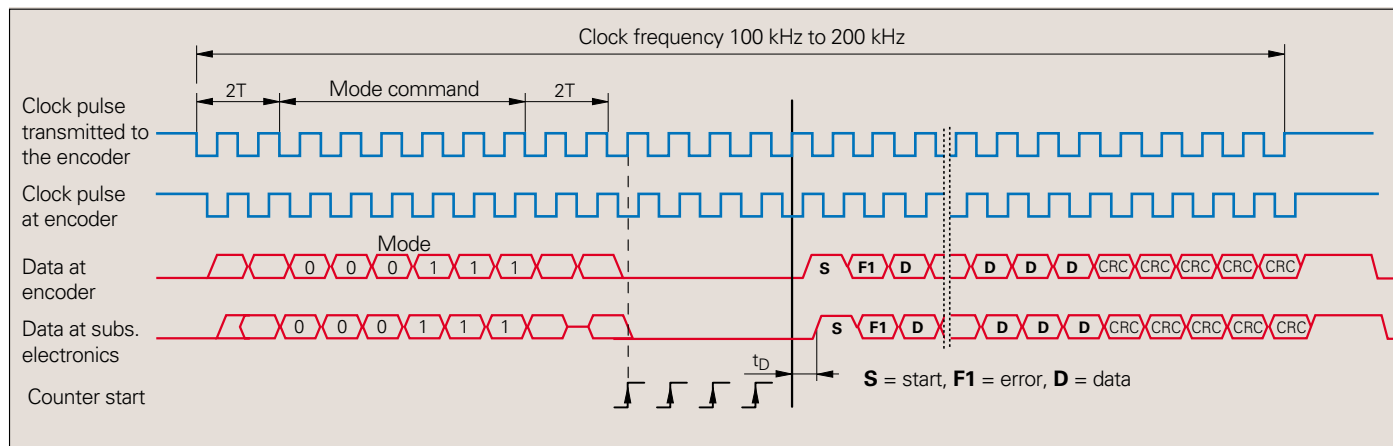 Clock frequency 100 kHz to 200 kHz
2T Mode command 2T
Clock pulse
transmitted to
the encoder
Clock pulse
at encoder
Mode
Data at
encoder
0 0 0 1 1 1 S F1 D D D D CRC CRC CRC CRC CRC
Data at subs.
electronics
0 0 0 1 1 1 S F1 D D D D CRC CRC CRC CRC CRC
tD
S = start, F1 = error, D = data
Counter start